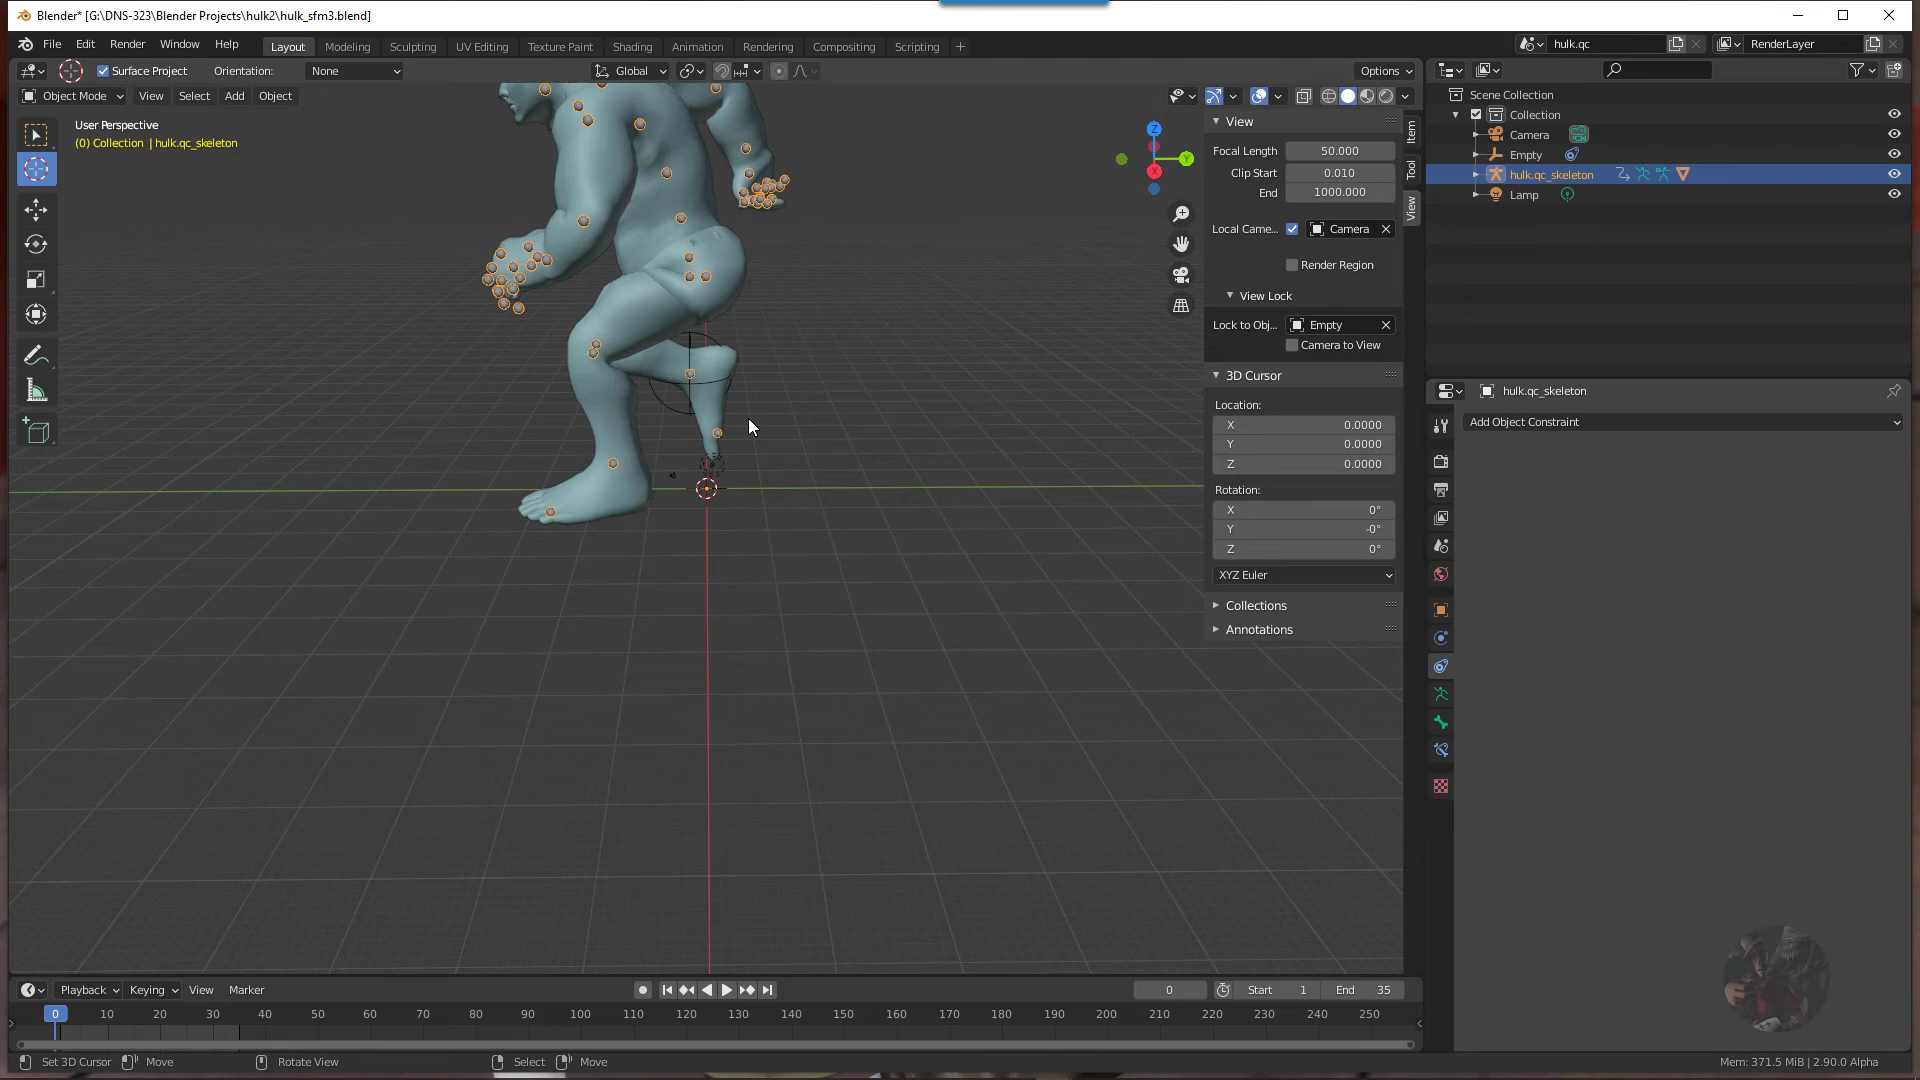 Blender* [G:\DNS-323\Blender Projects\hulk2\hulk_sfm3.blend]
File Edit Render Window Help Layout Modeling Sculpting UV Editing Texture Paint Shading Animation Rendering Compositing Scripting + hulk.qc RenderLayer
Surface Project Orientation: None Global Options
Object Mode View Select Add Object
User Perspective
(0) Collection | hulk.qc_skeleton
Z
Y
X
View
Focal Length 50.000
Clip Start 0.010
End 1000.000
Local Came... Camera
Render Region
View Lock
Lock to Obj... Empty
Camera to View
3D Cursor
Location:
X 0.0000
Y 0.0000
Z 0.0000
Rotation:
X 0°
Y -0°
Z 0°
XYZ Euler
Collections
Annotations
Item
Tool
View
Scene Collection
Collection
Camera
Empty
hulk.qc_skeleton
Lamp
hulk.qc_skeleton
Add Object Constraint
Playback Keying View Marker 0 Start 1 End 35
0 10 20 30 40 50 60 70 80 90 100 110 120 130 140 150 160 170 180 190 200 210 220 230 240 250
Set 3D Cursor Move Rotate View Select Move Mem: 371.5 MiB | 2.90.0 Alpha